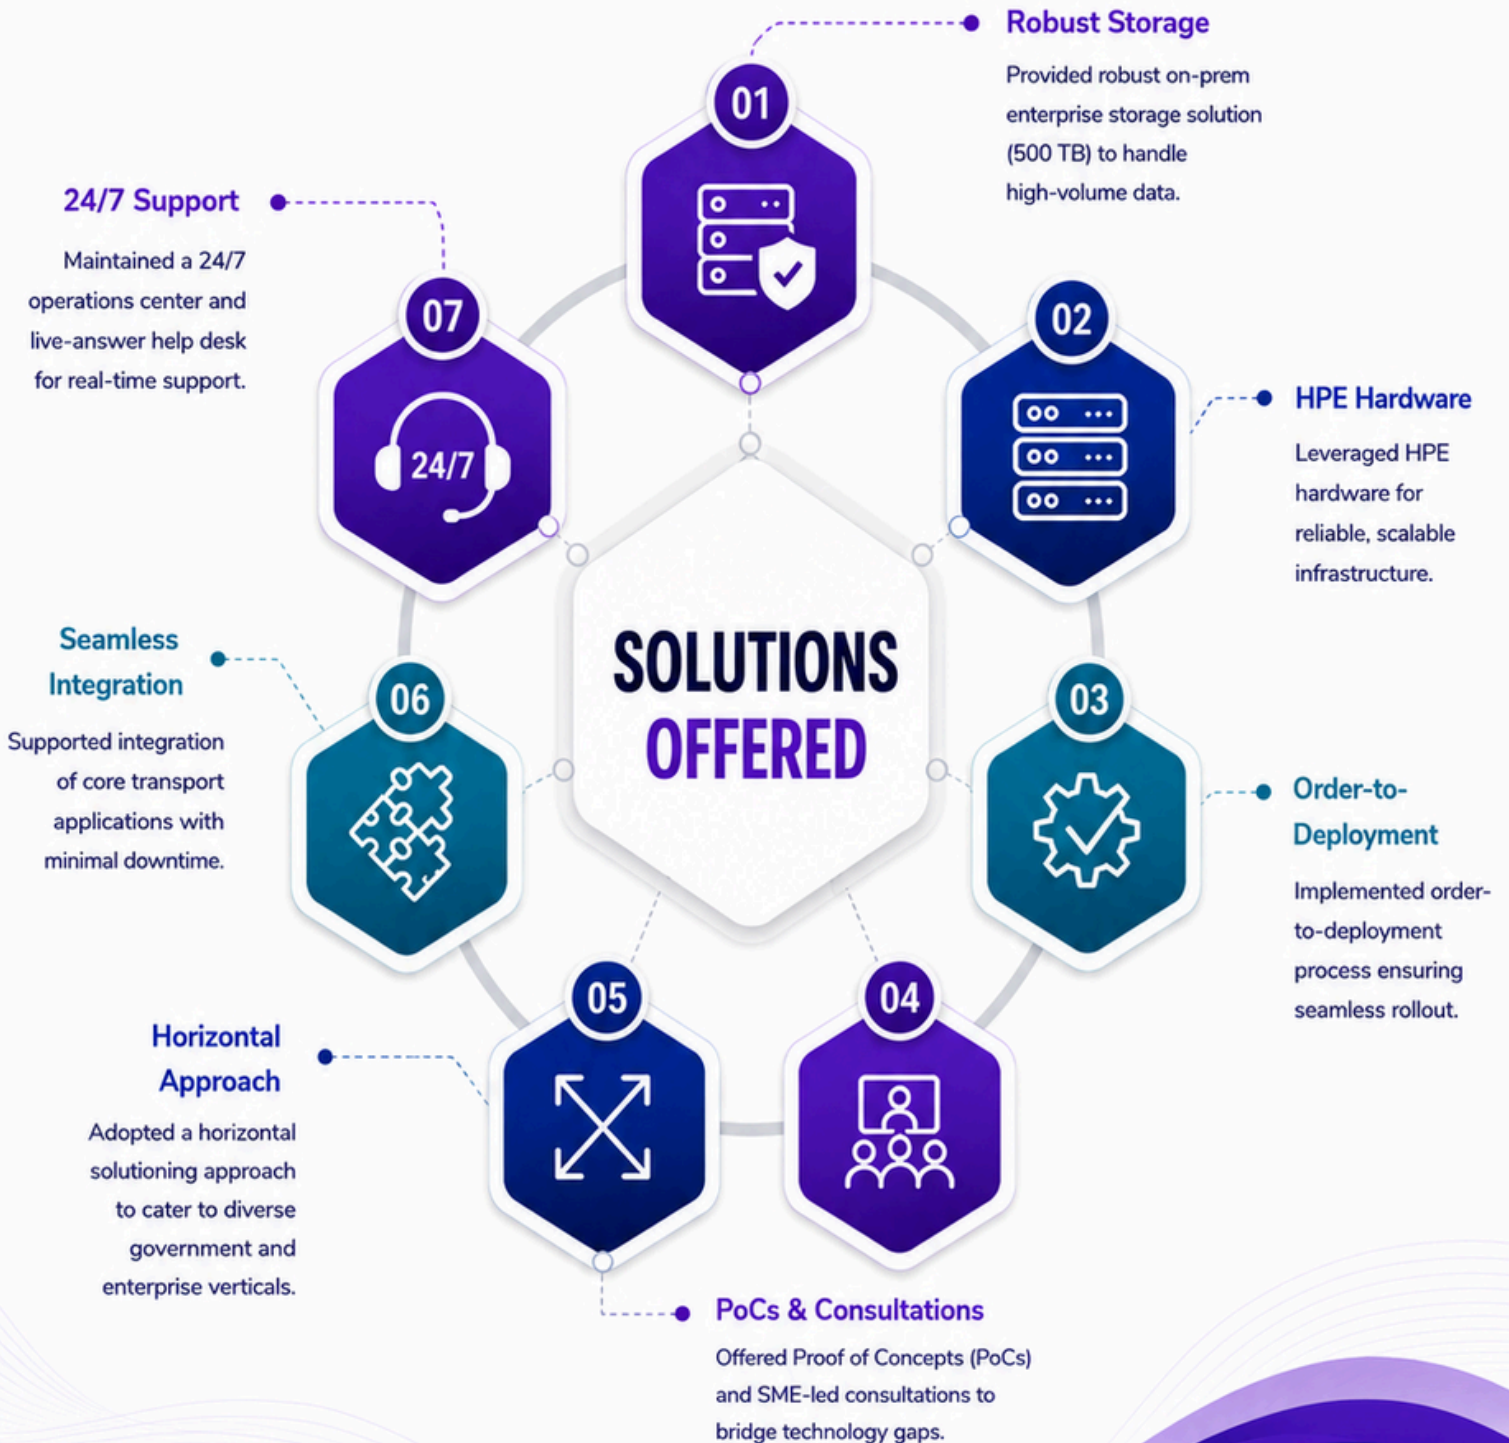 01
Robust Storage
Provided robust on-prem
enterprise storage solution
(500 TB) to handle
high-volume data.
02
HPE Hardware
Leveraged HPE
hardware for
reliable, scalable
infrastructure.
03
Order-to-
Deployment
Implemented order-
to-deployment
process ensuring
seamless rollout.
04
PoCs & Consultations
Offered Proof of Concepts (PoCs)
and SME-led consultations to
bridge technology gaps.
05
Horizontal
Approach
Adopted a horizontal
solutioning approach
to cater to diverse
government and
enterprise verticals.
06
Seamless
Integration
Supported integration
of core transport
applications with
minimal downtime.
07
24/7
24/7 Support
Maintained a 24/7
operations center and
live-answer help desk
for real-time support.
SOLUTIONS
OFFERED